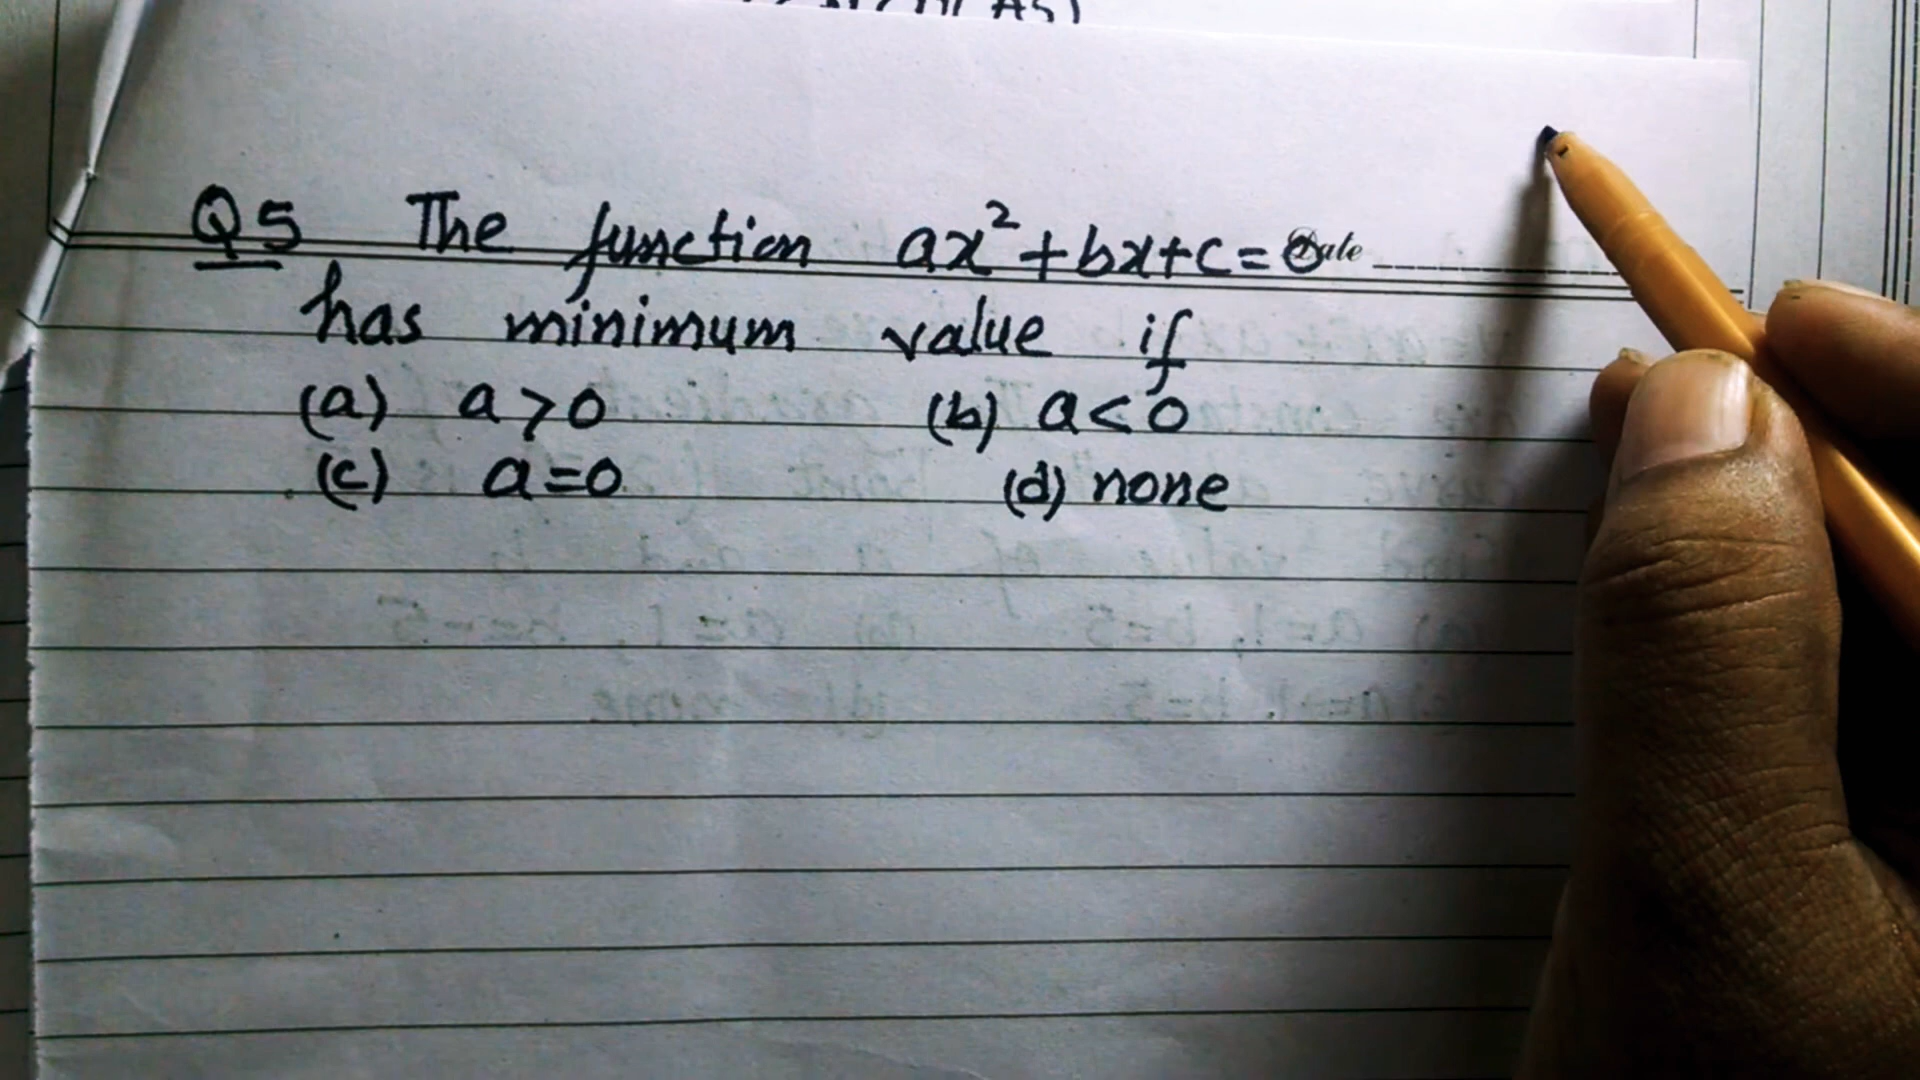 Q5 The function ax²+bx+c=0 Date
has minimum value if
(a) a>0 (b) a<0
(c) a=0 (d) none